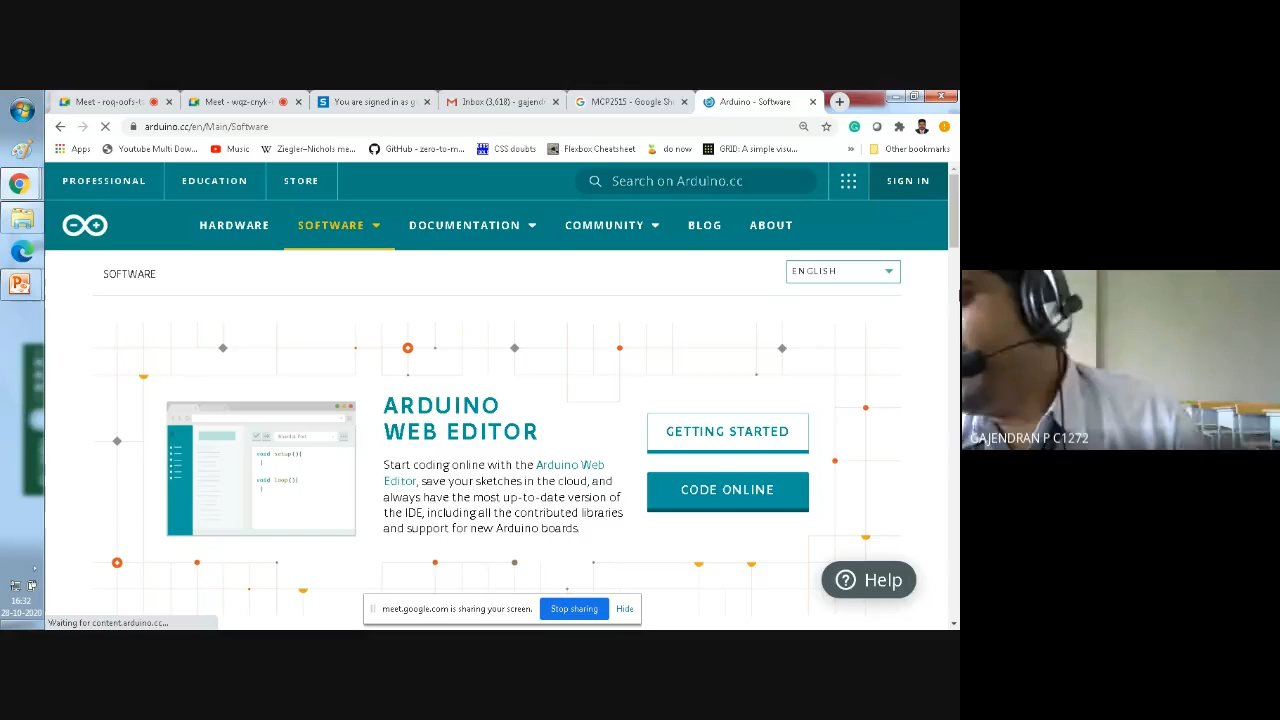 Meet - roq-oofs-t
Meet - wqz-cnyk-
You are signed in as g
Inbox (3,618) - gajend
MCP2515 - Google Sh
Arduino - Software
arduino.cc/en/Main/Software
Apps
Youtube Multi Dow...
Music
Ziegler–Nichols me...
GitHub - zero-to-m...
CSS doubts
Flexbox Cheatsheet
do now
GRID: A simple visu...
»
Other bookmarks
PROFESSIONAL
EDUCATION
STORE
Search on Arduino.cc
SIGN IN
HARDWARE
SOFTWARE
DOCUMENTATION
COMMUNITY
BLOG
ABOUT
SOFTWARE
ENGLISH
ARDUINO
WEB EDITOR
void setup(){
}
void loop(){
}
Start coding online with the Arduino Web
Editor, save your sketches in the cloud, and
always have the most up-to-date version of
the IDE, including all the contributed libraries
and support for new Arduino boards.
GETTING STARTED
CODE ONLINE
Help
meet.google.com is sharing your screen.
Stop sharing
Hide
Waiting for content.arduino.cc...
16:32
28-10-2020
GAJENDRAN P C1272